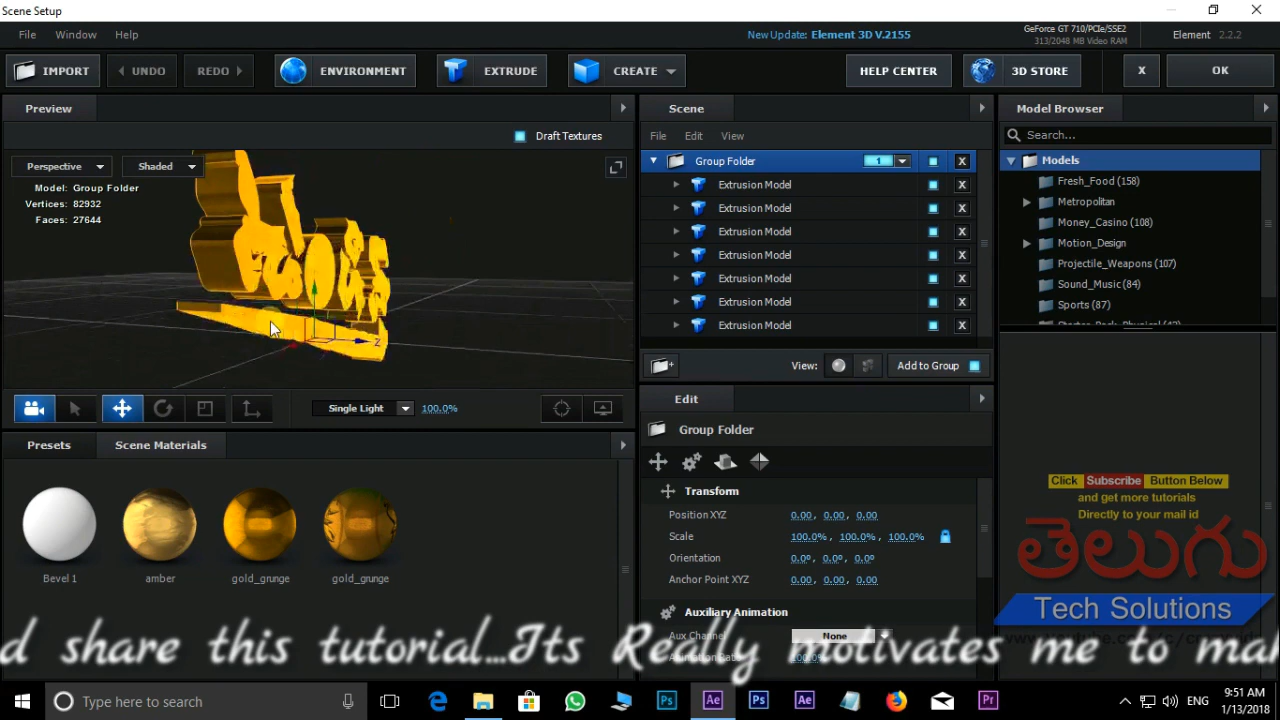 Scene Setup
File Window Help
New Update: Element 3D V.2155
GeForce GT 710/PCIe/SSE2
313/2048 MB Video RAM
Element 2.2.2
IMPORT UNDO REDO ENVIRONMENT EXTRUDE CREATE HELP CENTER 3D STORE X OK
Preview
Draft Textures
Perspective Shaded
Model: Group Folder
Vertices: 82932
Faces: 27644
Z
Single Light 100.0%
Presets Scene Materials
Bevel 1 amber gold_grunge gold_grunge
Scene
File Edit View
Group Folder 1 X
Extrusion Model X
Extrusion Model X
Extrusion Model X
Extrusion Model X
Extrusion Model X
Extrusion Model X
Extrusion Model X
View: Add to Group
Edit
Group Folder
Transform
Position XYZ 0.00, 0.00, 0.00
Scale 100.0%, 100.0%, 100.0%
Orientation 0.0°, 0.0°, 0.0°
Anchor Point XYZ 0.00, 0.00, 0.00
Auxiliary Animation
Aux Channel None
Model Browser
Search...
Models
Fresh_Food (158)
Metropolitan
Money_Casino (108)
Motion_Design
Projectile_Weapons (107)
Sound_Music (84)
Sports (87)
Click Subscribe Button Below
and get more tutorials
Directly to your mail id
తెలుగు
Tech Solutions
d share this tutorial...Its Really motivates me to mak
Type here to search
ENG
5:51 AM
1/13/2018